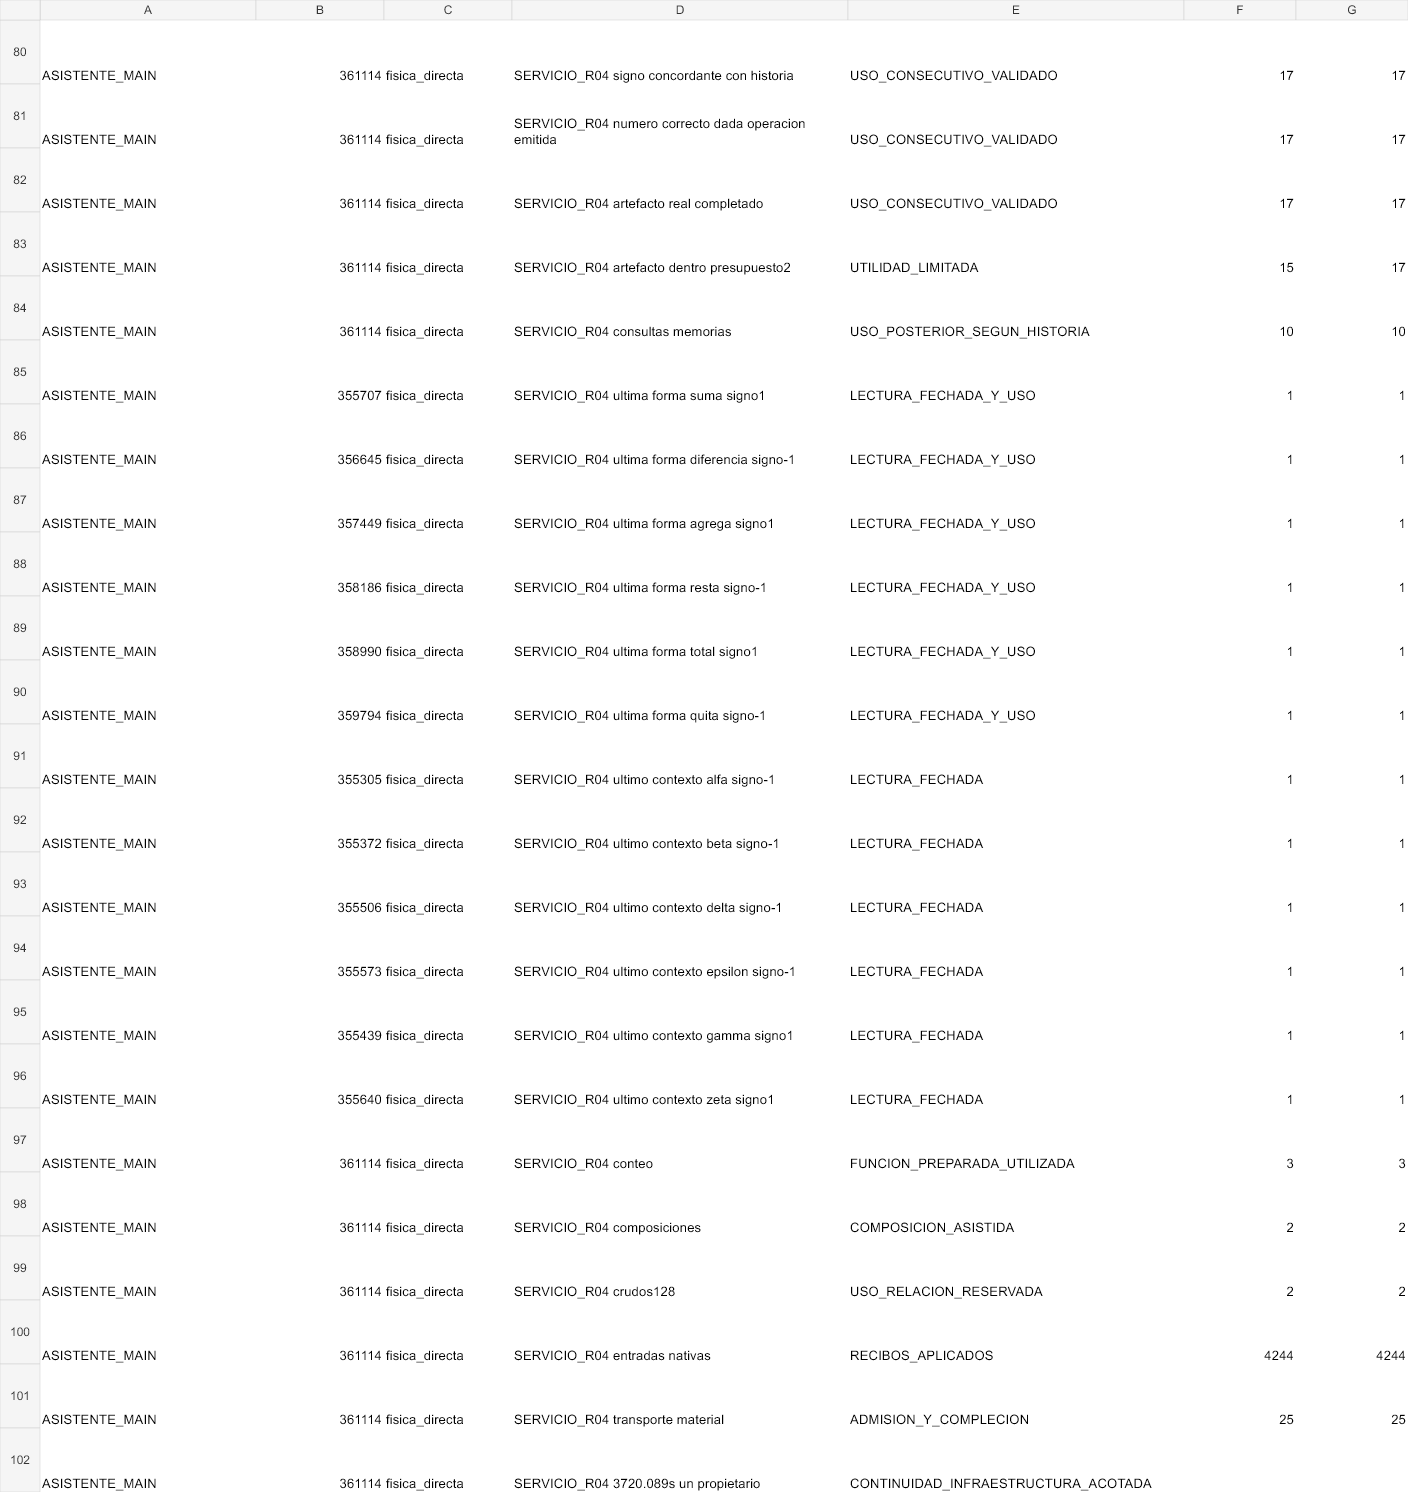 A B C D E F G
80 ASISTENTE_MAIN 361114 fisica_directa SERVICIO_R04 signo concordante con historia USO_CONSECUTIVO_VALIDADO 17 17
81 ASISTENTE_MAIN 361114 fisica_directa SERVICIO_R04 numero correcto dada operacion
emitida USO_CONSECUTIVO_VALIDADO 17 17
82 ASISTENTE_MAIN 361114 fisica_directa SERVICIO_R04 artefacto real completado USO_CONSECUTIVO_VALIDADO 17 17
83 ASISTENTE_MAIN 361114 fisica_directa SERVICIO_R04 artefacto dentro presupuesto2 UTILIDAD_LIMITADA 15 17
84 ASISTENTE_MAIN 361114 fisica_directa SERVICIO_R04 consultas memorias USO_POSTERIOR_SEGUN_HISTORIA 10 10
85 ASISTENTE_MAIN 355707 fisica_directa SERVICIO_R04 ultima forma suma signo1 LECTURA_FECHADA_Y_USO 1 1
86 ASISTENTE_MAIN 356645 fisica_directa SERVICIO_R04 ultima forma diferencia signo-1 LECTURA_FECHADA_Y_USO 1 1
87 ASISTENTE_MAIN 357449 fisica_directa SERVICIO_R04 ultima forma agrega signo1 LECTURA_FECHADA_Y_USO 1 1
88 ASISTENTE_MAIN 358186 fisica_directa SERVICIO_R04 ultima forma resta signo-1 LECTURA_FECHADA_Y_USO 1 1
89 ASISTENTE_MAIN 358990 fisica_directa SERVICIO_R04 ultima forma total signo1 LECTURA_FECHADA_Y_USO 1 1
90 ASISTENTE_MAIN 359794 fisica_directa SERVICIO_R04 ultima forma quita signo-1 LECTURA_FECHADA_Y_USO 1 1
91 ASISTENTE_MAIN 355305 fisica_directa SERVICIO_R04 ultimo contexto alfa signo-1 LECTURA_FECHADA 1 1
92 ASISTENTE_MAIN 355372 fisica_directa SERVICIO_R04 ultimo contexto beta signo-1 LECTURA_FECHADA 1 1
93 ASISTENTE_MAIN 355506 fisica_directa SERVICIO_R04 ultimo contexto delta signo-1 LECTURA_FECHADA 1 1
94 ASISTENTE_MAIN 355573 fisica_directa SERVICIO_R04 ultimo contexto epsilon signo-1 LECTURA_FECHADA 1 1
95 ASISTENTE_MAIN 355439 fisica_directa SERVICIO_R04 ultimo contexto gamma signo1 LECTURA_FECHADA 1 1
96 ASISTENTE_MAIN 355640 fisica_directa SERVICIO_R04 ultimo contexto zeta signo1 LECTURA_FECHADA 1 1
97 ASISTENTE_MAIN 361114 fisica_directa SERVICIO_R04 conteo FUNCION_PREPARADA_UTILIZADA 3 3
98 ASISTENTE_MAIN 361114 fisica_directa SERVICIO_R04 composiciones COMPOSICION_ASISTIDA 2 2
99 ASISTENTE_MAIN 361114 fisica_directa SERVICIO_R04 crudos128 USO_RELACION_RESERVADA 2 2
100 ASISTENTE_MAIN 361114 fisica_directa SERVICIO_R04 entradas nativas RECIBOS_APLICADOS 4244 4244
101 ASISTENTE_MAIN 361114 fisica_directa SERVICIO_R04 transporte material ADMISION_Y_COMPLECION 25 25
102 ASISTENTE_MAIN 361114 fisica_directa SERVICIO_R04 3720.089s un propietario CONTINUIDAD_INFRAESTRUCTURA_ACOTADA